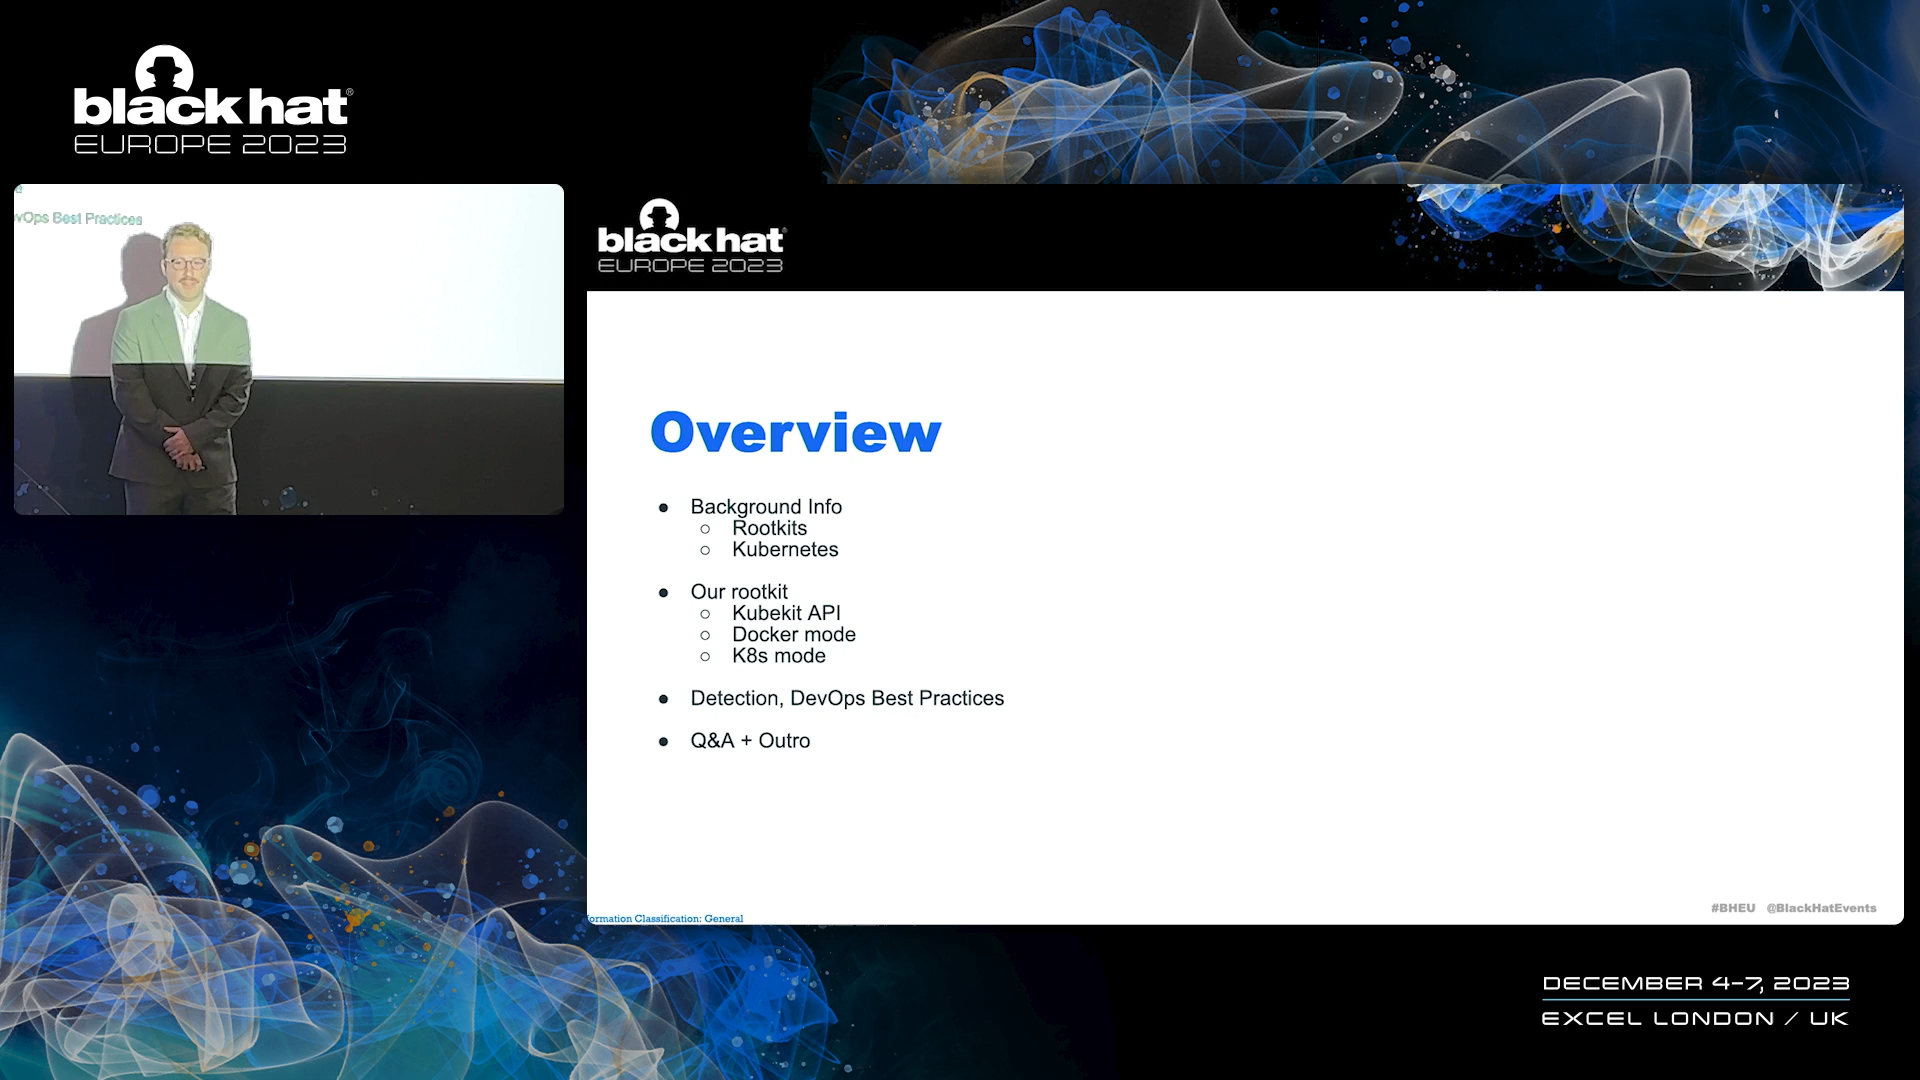 black hat®
EUROPE 2023
vOps Best Practices
black hat®
EUROPE 2023
Overview
● Background Info
○ Rootkits
○ Kubernetes
● Our rootkit
○ Kubekit API
○ Docker mode
○ K8s mode
● Detection, DevOps Best Practices
● Q&A + Outro
formation Classification: General
#BHEU @BlackHatEvents
DECEMBER 4-7, 2023
EXCEL LONDON / UK